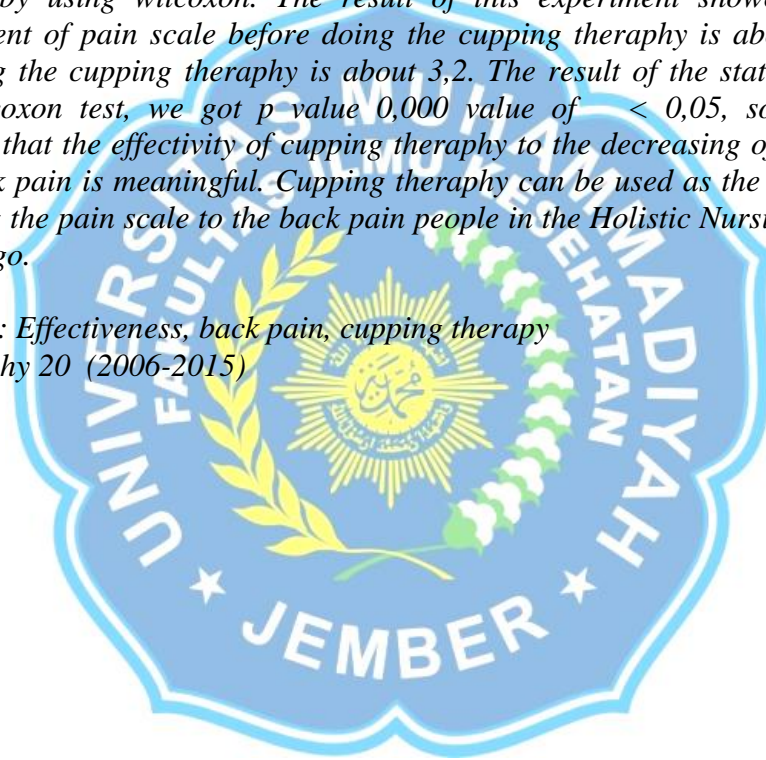 by using wilcoxon. The result of this experiment showe
ent of pain scale before doing the cupping theraphy is ab
g the cupping theraphy is about 3,2. The result of the stat
coxon test, we got p value 0,000 value of < 0,05, so
that the effectivity of cupping theraphy to the decreasing o
k pain is meaningful. Cupping theraphy can be used as the
the pain scale to the back pain people in the Holistic Nursi
go.
: Effectiveness, back pain, cupping therapy
hy 20 (2006-2015)
UNIVERSITAS MUHAMMADIYAH
FAKULTAS ILMU KESEHATAN
JEMBER